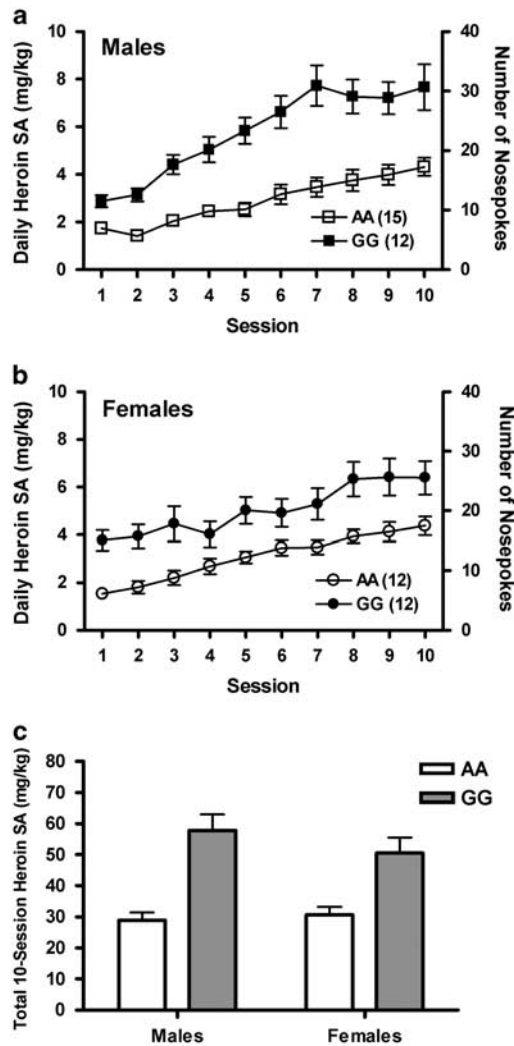 a
Males
Daily Heroin SA (mg/kg)
10
8
6
4
2
0
Number of Nosepokes
40
30
20
10
0
AA (15)
GG (12)
1 2 3 4 5 6 7 8 9 10
Session
b
Females
Daily Heroin SA (mg/kg)
10
8
6
4
2
0
Number of Nosepokes
40
30
20
10
0
AA (12)
GG (12)
1 2 3 4 5 6 7 8 9 10
Session
c
Total 10-Session Heroin SA (mg/kg)
80
70
60
50
40
30
20
10
0
AA
GG
Males Females